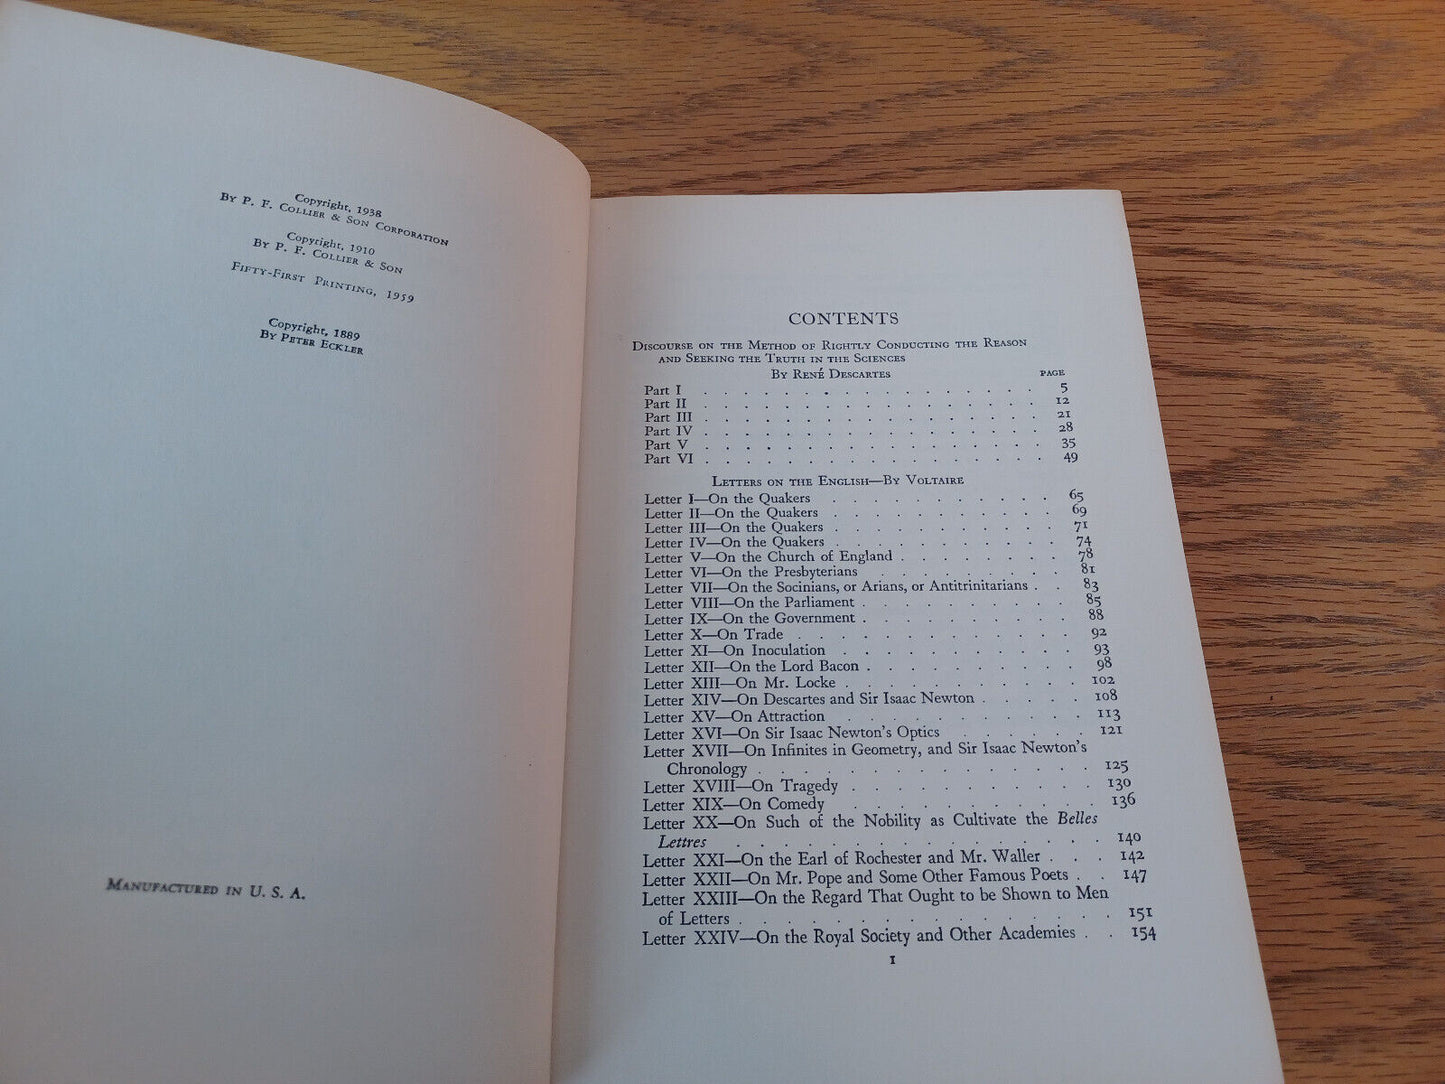 Copyright, 1938
By P. F. Collier & Son Corporation
Copyright, 1910
By P. F. Collier & Son
Fifty-First Printing, 1959
Copyright, 1889
By Peter Eckler
Manufactured in U. S. A.
CONTENTS
Discourse on the Method of Rightly Conducting the Reason
and Seeking the Truth in the Sciences
By René Descartes PAGE
Part I . . . . . . . . . . . . . . . . . 5
Part II . . . . . . . . . . . . . . . . . 12
Part III . . . . . . . . . . . . . . . . . 21
Part IV . . . . . . . . . . . . . . . . . 28
Part V . . . . . . . . . . . . . . . . . 35
Part VI . . . . . . . . . . . . . . . . . 49
Letters on the English—By Voltaire
Letter I—On the Quakers . . . . . . . . . . . 65
Letter II—On the Quakers . . . . . . . . . . . 69
Letter III—On the Quakers . . . . . . . . . . . 71
Letter IV—On the Quakers . . . . . . . . . . . 74
Letter V—On the Church of England . . . . . . . . 78
Letter VI—On the Presbyterians . . . . . . . . . 81
Letter VII—On the Socinians, or Arians, or Antitrinitarians . . 83
Letter VIII—On the Parliament . . . . . . . . . . 85
Letter IX—On the Government . . . . . . . . . . 88
Letter X—On Trade . . . . . . . . . . . . . 92
Letter XI—On Inoculation . . . . . . . . . . . 93
Letter XII—On the Lord Bacon . . . . . . . . . . 98
Letter XIII—On Mr. Locke . . . . . . . . . . . 102
Letter XIV—On Descartes and Sir Isaac Newton . . . . . 108
Letter XV—On Attraction . . . . . . . . . . . 113
Letter XVI—On Sir Isaac Newton's Optics . . . . . . 121
Letter XVII—On Infinites in Geometry, and Sir Isaac Newton's
Chronology . . . . . . . . . . . . . . . 125
Letter XVIII—On Tragedy . . . . . . . . . . . 130
Letter XIX—On Comedy . . . . . . . . . . . 136
Letter XX—On Such of the Nobility as Cultivate the Belles
Lettres . . . . . . . . . . . . . . . . 140
Letter XXI—On the Earl of Rochester and Mr. Waller . . . 142
Letter XXII—On Mr. Pope and Some Other Famous Poets . . 147
Letter XXIII—On the Regard That Ought to be Shown to Men
of Letters . . . . . . . . . . . . . . . . 151
Letter XXIV—On the Royal Society and Other Academies . . 154
1